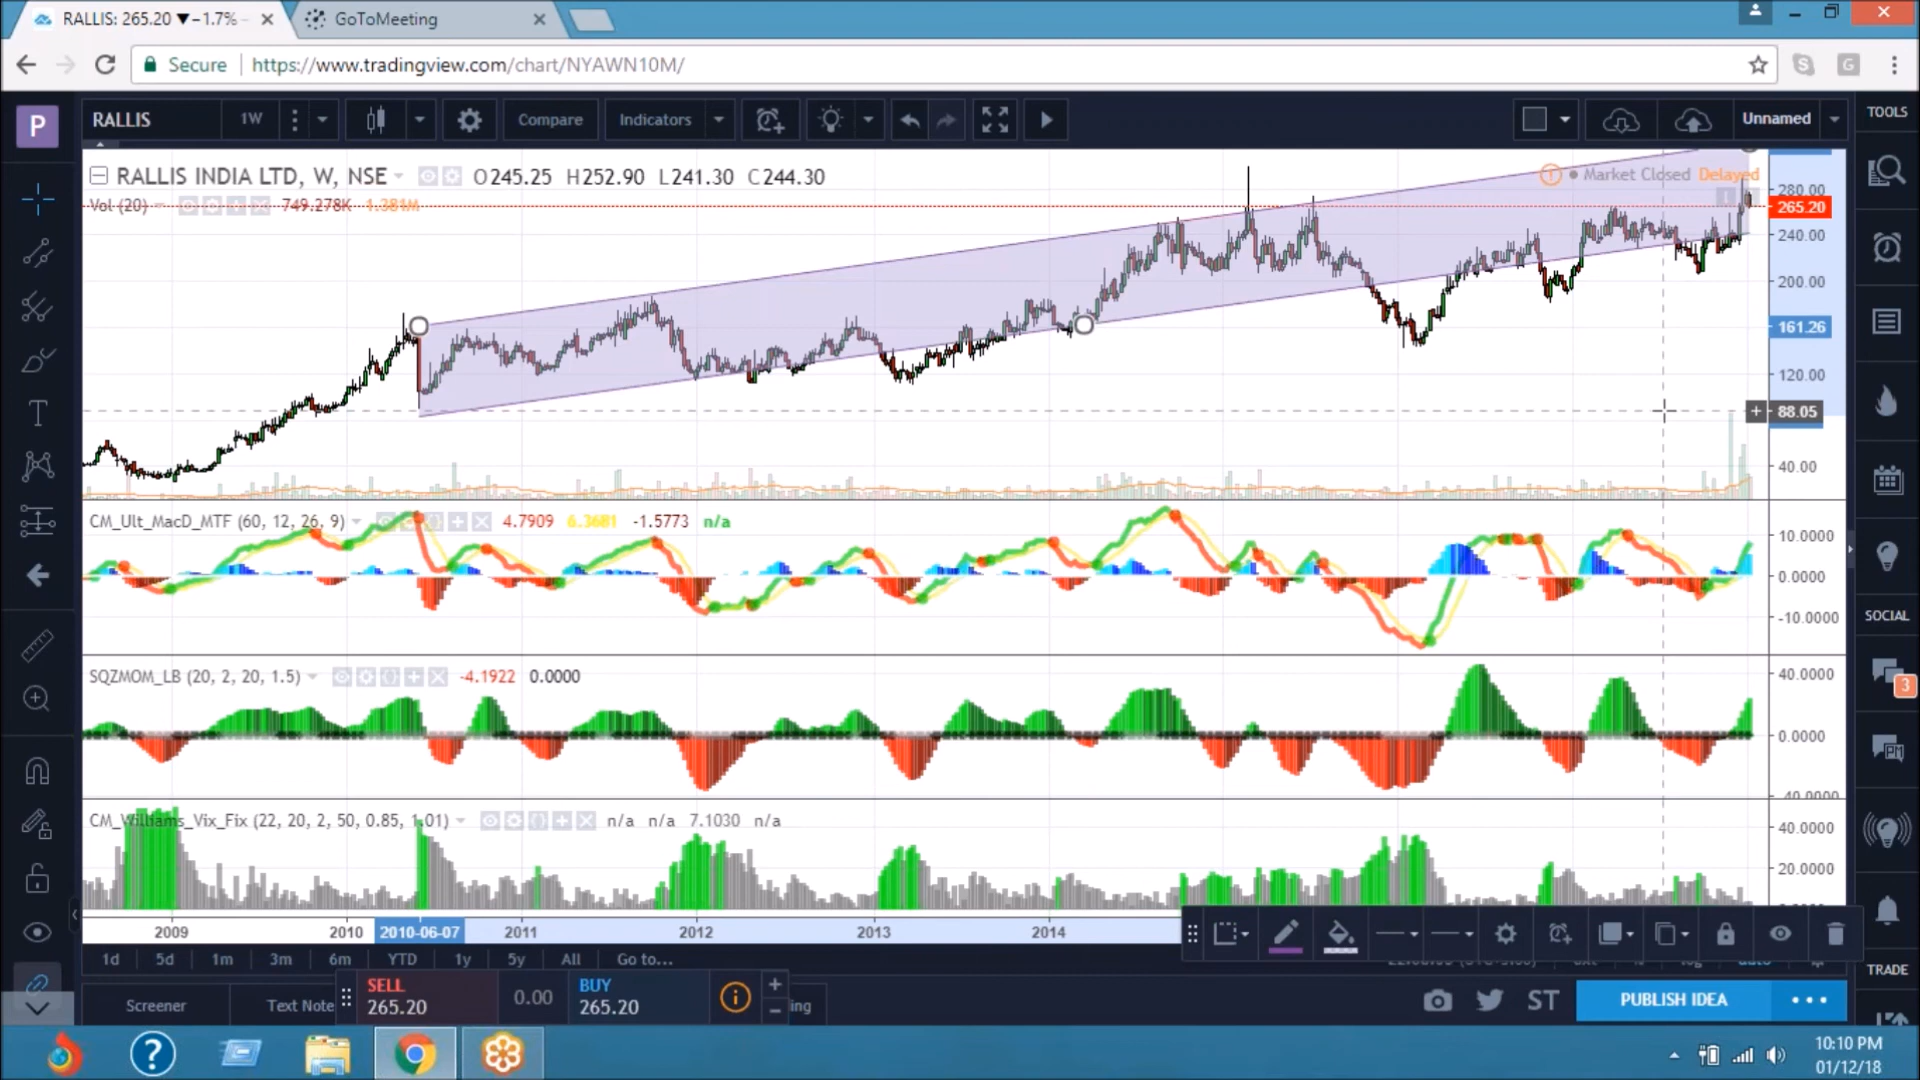 RALLIS: 265.20 ▼−1.7%
GoToMeeting
Secure
https://www.tradingview.com/chart/NYAWN10M/
P
RALLIS
1W
Compare
Indicators
Unnamed
TOOLS
RALLIS INDIA LTD, W, NSE
O245.25 H252.90 L241.30 C244.30
Market Closed
Delayed
Vol (20)
749.278K
1.381M
280.00
265.20
240.00
200.00
161.26
120.00
88.05
40.00
CM_Ult_MacD_MTF (60, 12, 26, 9)
4.7909
6.3681
-1.5773
n/a
10.0000
0.0000
-10.0000
SOCIAL
3
SQZMOM_LB (20, 2, 20, 1.5)
-4.1922
0.0000
40.0000
0.0000
CM_Williams_Vix_Fix (22, 20, 2, 50, 0.85, 1.01)
n/a n/a 7.1030 n/a
40.0000
20.0000
2009
2010
2010-06-07
2011
2012
2013
2014
1d
5d
1m
3m
6m
YTD
1y
5y
All
Go to...
TRADE
Screener
Text Note
SELL
265.20
0.00
BUY
265.20
ing
ST
PUBLISH IDEA
10:10 PM
01/12/18